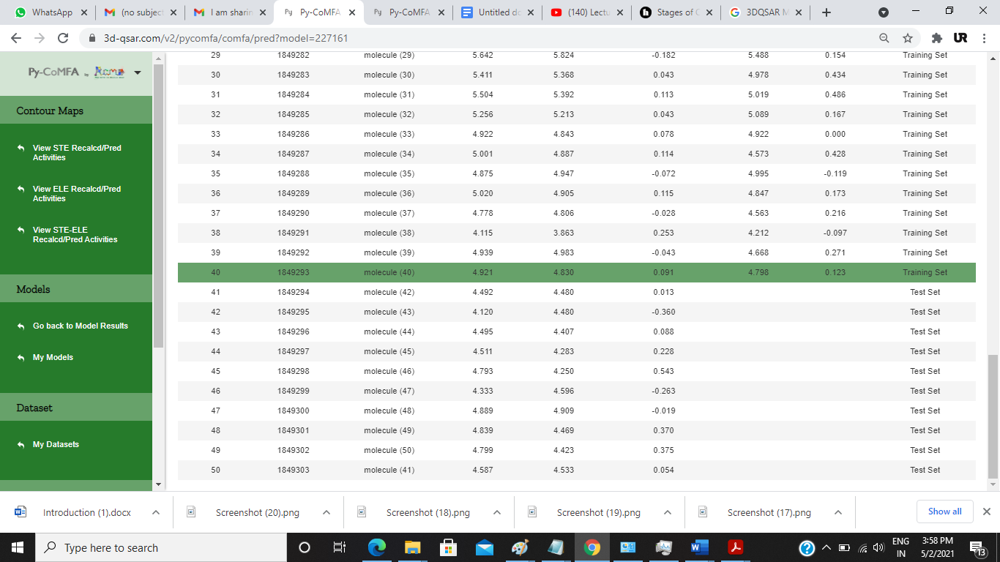 WhatsApp
(no subject
I am sharin
Py-CoMFA
Py-CoMFA
Untitled do
(140) Lectu
Stages of C
3DQSAR M
3d-qsar.com/v2/pycomfa/comfa/pred?model=227161
UR
Py-CoMFA by Rcmd
Contour Maps
View STE Recalcd/Pred
Activities
View ELE Recalcd/Pred
Activities
View STE-ELE
Recalcd/Pred Activities
Models
Go back to Model Results
My Models
Dataset
My Datasets
29 1849282 molecule (29) 5.642 5.824 -0.182 5.488 0.154 Training Set
30 1849283 molecule (30) 5.411 5.368 0.043 4.978 0.434 Training Set
31 1849284 molecule (31) 5.504 5.392 0.113 5.019 0.486 Training Set
32 1849285 molecule (32) 5.256 5.213 0.043 5.089 0.167 Training Set
33 1849286 molecule (33) 4.922 4.843 0.078 4.922 0.000 Training Set
34 1849287 molecule (34) 5.001 4.887 0.114 4.573 0.428 Training Set
35 1849288 molecule (35) 4.875 4.947 -0.072 4.995 -0.119 Training Set
36 1849289 molecule (36) 5.020 4.905 0.115 4.847 0.173 Training Set
37 1849290 molecule (37) 4.778 4.806 -0.028 4.563 0.216 Training Set
38 1849291 molecule (38) 4.115 3.863 0.253 4.212 -0.097 Training Set
39 1849292 molecule (39) 4.939 4.983 -0.043 4.668 0.271 Training Set
40 1849293 molecule (40) 4.921 4.830 0.091 4.798 0.123 Training Set
41 1849294 molecule (42) 4.492 4.480 0.013 Test Set
42 1849295 molecule (43) 4.120 4.480 -0.360 Test Set
43 1849296 molecule (44) 4.495 4.407 0.088 Test Set
44 1849297 molecule (45) 4.511 4.283 0.228 Test Set
45 1849298 molecule (46) 4.793 4.250 0.543 Test Set
46 1849299 molecule (47) 4.333 4.596 -0.263 Test Set
47 1849300 molecule (48) 4.889 4.909 -0.019 Test Set
48 1849301 molecule (49) 4.839 4.469 0.370 Test Set
49 1849302 molecule (50) 4.799 4.423 0.375 Test Set
50 1849303 molecule (41) 4.587 4.533 0.054 Test Set
Introduction (1).docx
Screenshot (20).png
Screenshot (18).png
Screenshot (19).png
Screenshot (17).png
Show all
Type here to search
ENG
IN
3:58 PM
5/2/2021
13